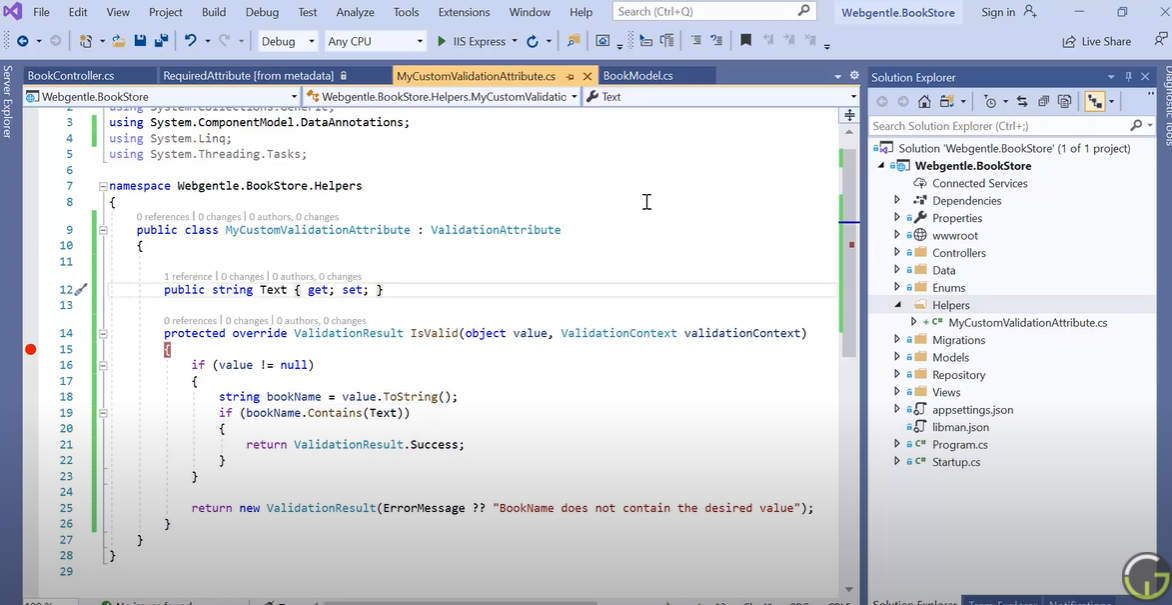 File Edit View Project Build Debug Test Analyze Tools Extensions Window Help Search (Ctrl+Q) Webgentle.BookStore Sign in
Debug Any CPU IIS Express Live Share
Server Explorer
BookController.cs RequiredAttribute [from metadata] MyCustomValidationAttribute.cs BookModel.cs
Webgentle.BookStore Webgentle.BookStore.Helpers.MyCustomValidatic Text
2 using System.Collections.Generic;
3 using System.ComponentModel.DataAnnotations;
4 using System.Linq;
5 using System.Threading.Tasks;
6
7 namespace Webgentle.BookStore.Helpers
8 {
0 references | 0 changes | 0 authors, 0 changes
9 public class MyCustomValidationAttribute : ValidationAttribute
10 {
11
1 reference | 0 changes | 0 authors, 0 changes
12 public string Text { get; set; }
13
0 references | 0 changes | 0 authors, 0 changes
14 protected override ValidationResult IsValid(object value, ValidationContext validationContext)
15 {
16 if (value != null)
17 {
18 string bookName = value.ToString();
19 if (bookName.Contains(Text))
20 {
21 return ValidationResult.Success;
22 }
23 }
24
25 return new ValidationResult(ErrorMessage ?? "BookName does not contain the desired value");
26 }
27 }
28 }
29
Solution Explorer
Search Solution Explorer (Ctrl+;)
Solution 'Webgentle.BookStore' (1 of 1 project)
Webgentle.BookStore
Connected Services
Dependencies
Properties
wwwroot
Controllers
Data
Enums
Helpers
MyCustomValidationAttribute.cs
Migrations
Models
Repository
Views
appsettings.json
libman.json
Program.cs
Startup.cs
Diagnostic Tools
No issues found
Solution Explorer Team Explorer Notifications